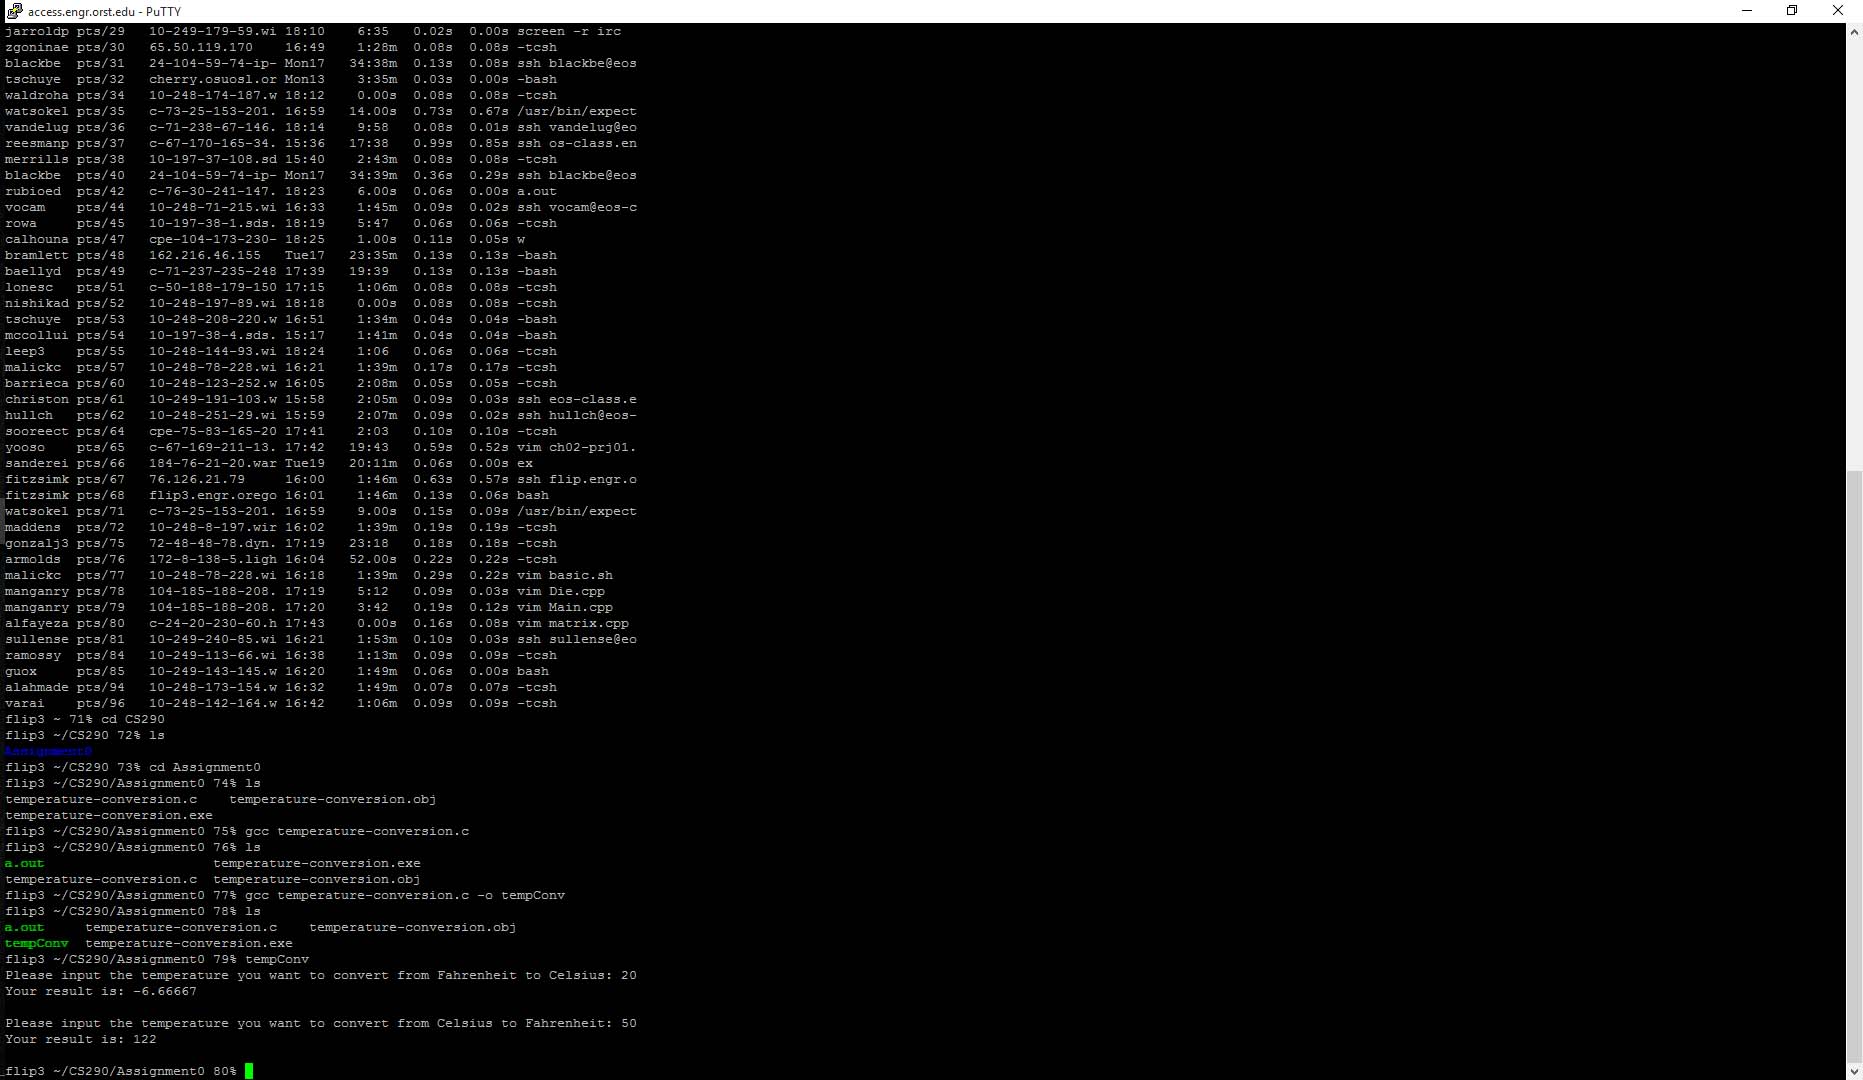 access.engr.orst.edu - PuTTY
jarroldp pts/29   10-249-179-59.wi 18:10    6:35   0.02s  0.00s screen -r irc
zgoninae pts/30   65.50.119.170    16:49    1:28m  0.08s  0.08s -tcsh
blackbe  pts/31   24-104-59-74-ip- Mon17   34:38m  0.13s  0.08s ssh blackbe@eos
tschuye  pts/32   cherry.osuosl.or Mon13    3:35m  0.03s  0.00s -bash
waldroha pts/34   10-248-174-187.w 18:12    0.00s  0.08s  0.08s -tcsh
watsokel pts/35   c-73-25-153-201. 16:59   14.00s  0.73s  0.67s /usr/bin/expect
vandelug pts/36   c-71-238-67-146. 18:14    9:58   0.08s  0.01s ssh vandelug@eo
reesmanp pts/37   c-67-170-165-34. 15:36   17:38   0.99s  0.85s ssh os-class.en
merrills pts/38   10-197-37-108.sd 15:40    2:43m  0.08s  0.08s -tcsh
blackbe  pts/40   24-104-59-74-ip- Mon17   34:39m  0.36s  0.29s ssh blackbe@eos
rubioed  pts/42   c-76-30-241-147. 18:23    6.00s  0.06s  0.00s a.out
vocam    pts/44   10-248-71-215.wi 16:33    1:45m  0.09s  0.02s ssh vocam@eos-c
rowa     pts/45   10-197-38-1.sds. 18:19    5:47   0.06s  0.06s -tcsh
calhouna pts/47   cpe-104-173-230- 18:25    1.00s  0.11s  0.05s w
bramlett pts/48   162.216.46.155   Tue17   23:35m  0.13s  0.13s -bash
baellyd  pts/49   c-71-237-235-248 17:39   19:39   0.13s  0.13s -bash
lonesc   pts/51   c-50-188-179-150 17:15    1:06m  0.08s  0.08s -tcsh
nishikad pts/52   10-248-197-89.wi 18:18    0.00s  0.08s  0.08s -tcsh
tschuye  pts/53   10-248-208-220.w 16:51    1:34m  0.04s  0.04s -bash
mccollui pts/54   10-197-38-4.sds. 15:17    1:41m  0.04s  0.04s -bash
leep3    pts/55   10-248-144-93.wi 18:24    1:06   0.06s  0.06s -tcsh
malickc  pts/57   10-248-78-228.wi 16:21    1:39m  0.17s  0.17s -tcsh
barrieca pts/60   10-248-123-252.w 16:05    2:08m  0.05s  0.05s -tcsh
christon pts/61   10-249-191-103.w 15:58    2:05m  0.09s  0.03s ssh eos-class.e
hullch   pts/62   10-248-251-29.wi 15:59    2:07m  0.09s  0.02s ssh hullch@eos-
sooreect pts/64   cpe-75-83-165-20 17:41    2:03   0.10s  0.10s -tcsh
yooso    pts/65   c-67-169-211-13. 17:42   19:43   0.59s  0.52s vim ch02-prj01.
sanderei pts/66   184-76-21-20.war Tue19   20:11m  0.06s  0.00s ex
fitzsimk pts/67   76.126.21.79     16:00    1:46m  0.63s  0.57s ssh flip.engr.o
fitzsimk pts/68   flip3.engr.orego 16:01    1:46m  0.13s  0.06s bash
watsokel pts/71   c-73-25-153-201. 16:59    9.00s  0.15s  0.09s /usr/bin/expect
maddens  pts/72   10-248-8-197.wir 16:02    1:39m  0.19s  0.19s -tcsh
gonzalj3 pts/75   72-48-48-78.dyn. 17:19   23:18   0.18s  0.18s -tcsh
armolds  pts/76   172-8-138-5.ligh 16:04   52.00s  0.22s  0.22s -tcsh
malickc  pts/77   10-248-78-228.wi 16:18    1:39m  0.29s  0.22s vim basic.sh
manganry pts/78   104-185-188-208. 17:19    5:12   0.09s  0.03s vim Die.cpp
manganry pts/79   104-185-188-208. 17:20    3:42   0.19s  0.12s vim Main.cpp
alfayeza pts/80   c-24-20-230-60.h 17:43    0.00s  0.16s  0.08s vim matrix.cpp
sullense pts/81   10-249-240-85.wi 16:21    1:53m  0.10s  0.03s ssh sullense@eo
ramossy  pts/84   10-249-113-66.wi 16:38    1:13m  0.09s  0.09s -tcsh
guox     pts/85   10-249-143-145.w 16:20    1:49m  0.06s  0.00s bash
alahmade pts/94   10-248-173-154.w 16:32    1:49m  0.07s  0.07s -tcsh
varai    pts/96   10-248-142-164.w 16:42    1:06m  0.09s  0.09s -tcsh
flip3 ~ 71% cd CS290
flip3 ~/CS290 72% ls
Assignment0
flip3 ~/CS290 73% cd Assignment0
flip3 ~/CS290/Assignment0 74% ls
temperature-conversion.c    temperature-conversion.obj
temperature-conversion.exe
flip3 ~/CS290/Assignment0 75% gcc temperature-conversion.c
flip3 ~/CS290/Assignment0 76% ls
a.out                     temperature-conversion.exe
temperature-conversion.c  temperature-conversion.obj
flip3 ~/CS290/Assignment0 77% gcc temperature-conversion.c -o tempConv
flip3 ~/CS290/Assignment0 78% ls
a.out     temperature-conversion.c    temperature-conversion.obj
tempConv  temperature-conversion.exe
flip3 ~/CS290/Assignment0 79% tempConv
Please input the temperature you want to convert from Fahrenheit to Celsius: 20
Your result is: -6.66667
Please input the temperature you want to convert from Celsius to Fahrenheit: 50
Your result is: 122
flip3 ~/CS290/Assignment0 80%